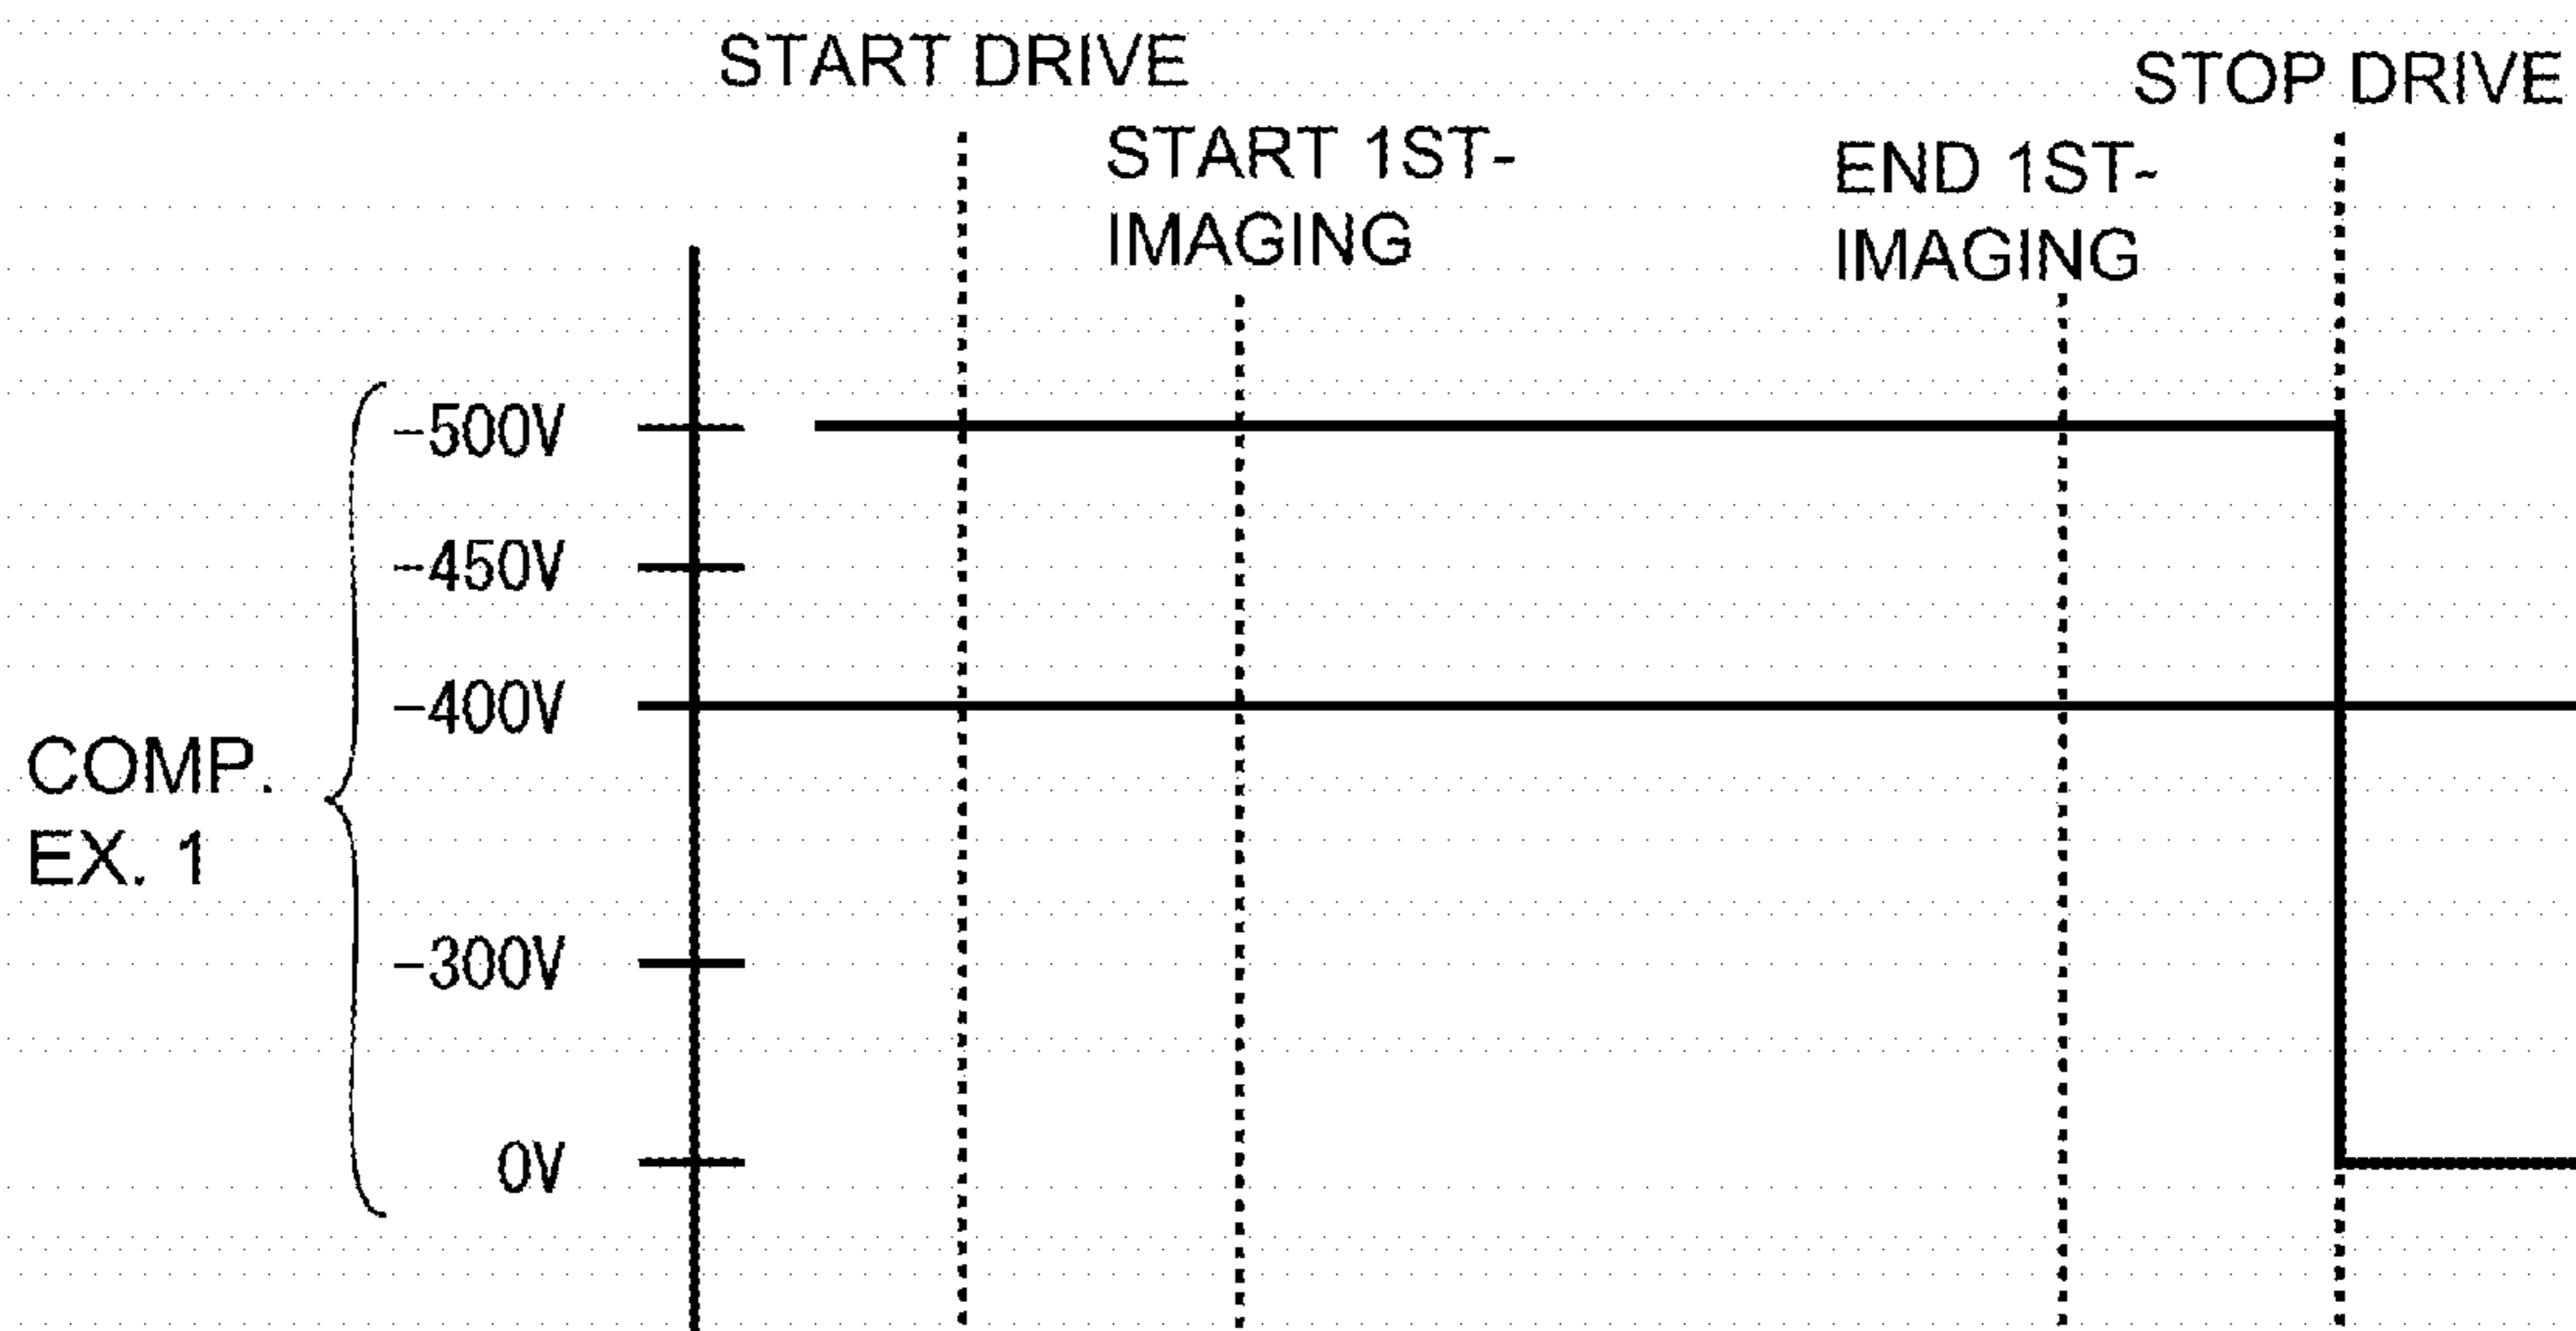 START DRIVE
STOP DRIVE
START 1ST-
IMAGING
END 1ST-
IMAGING
-500V
-450V
-400V
COMP.
EX. 1
-300V
0V